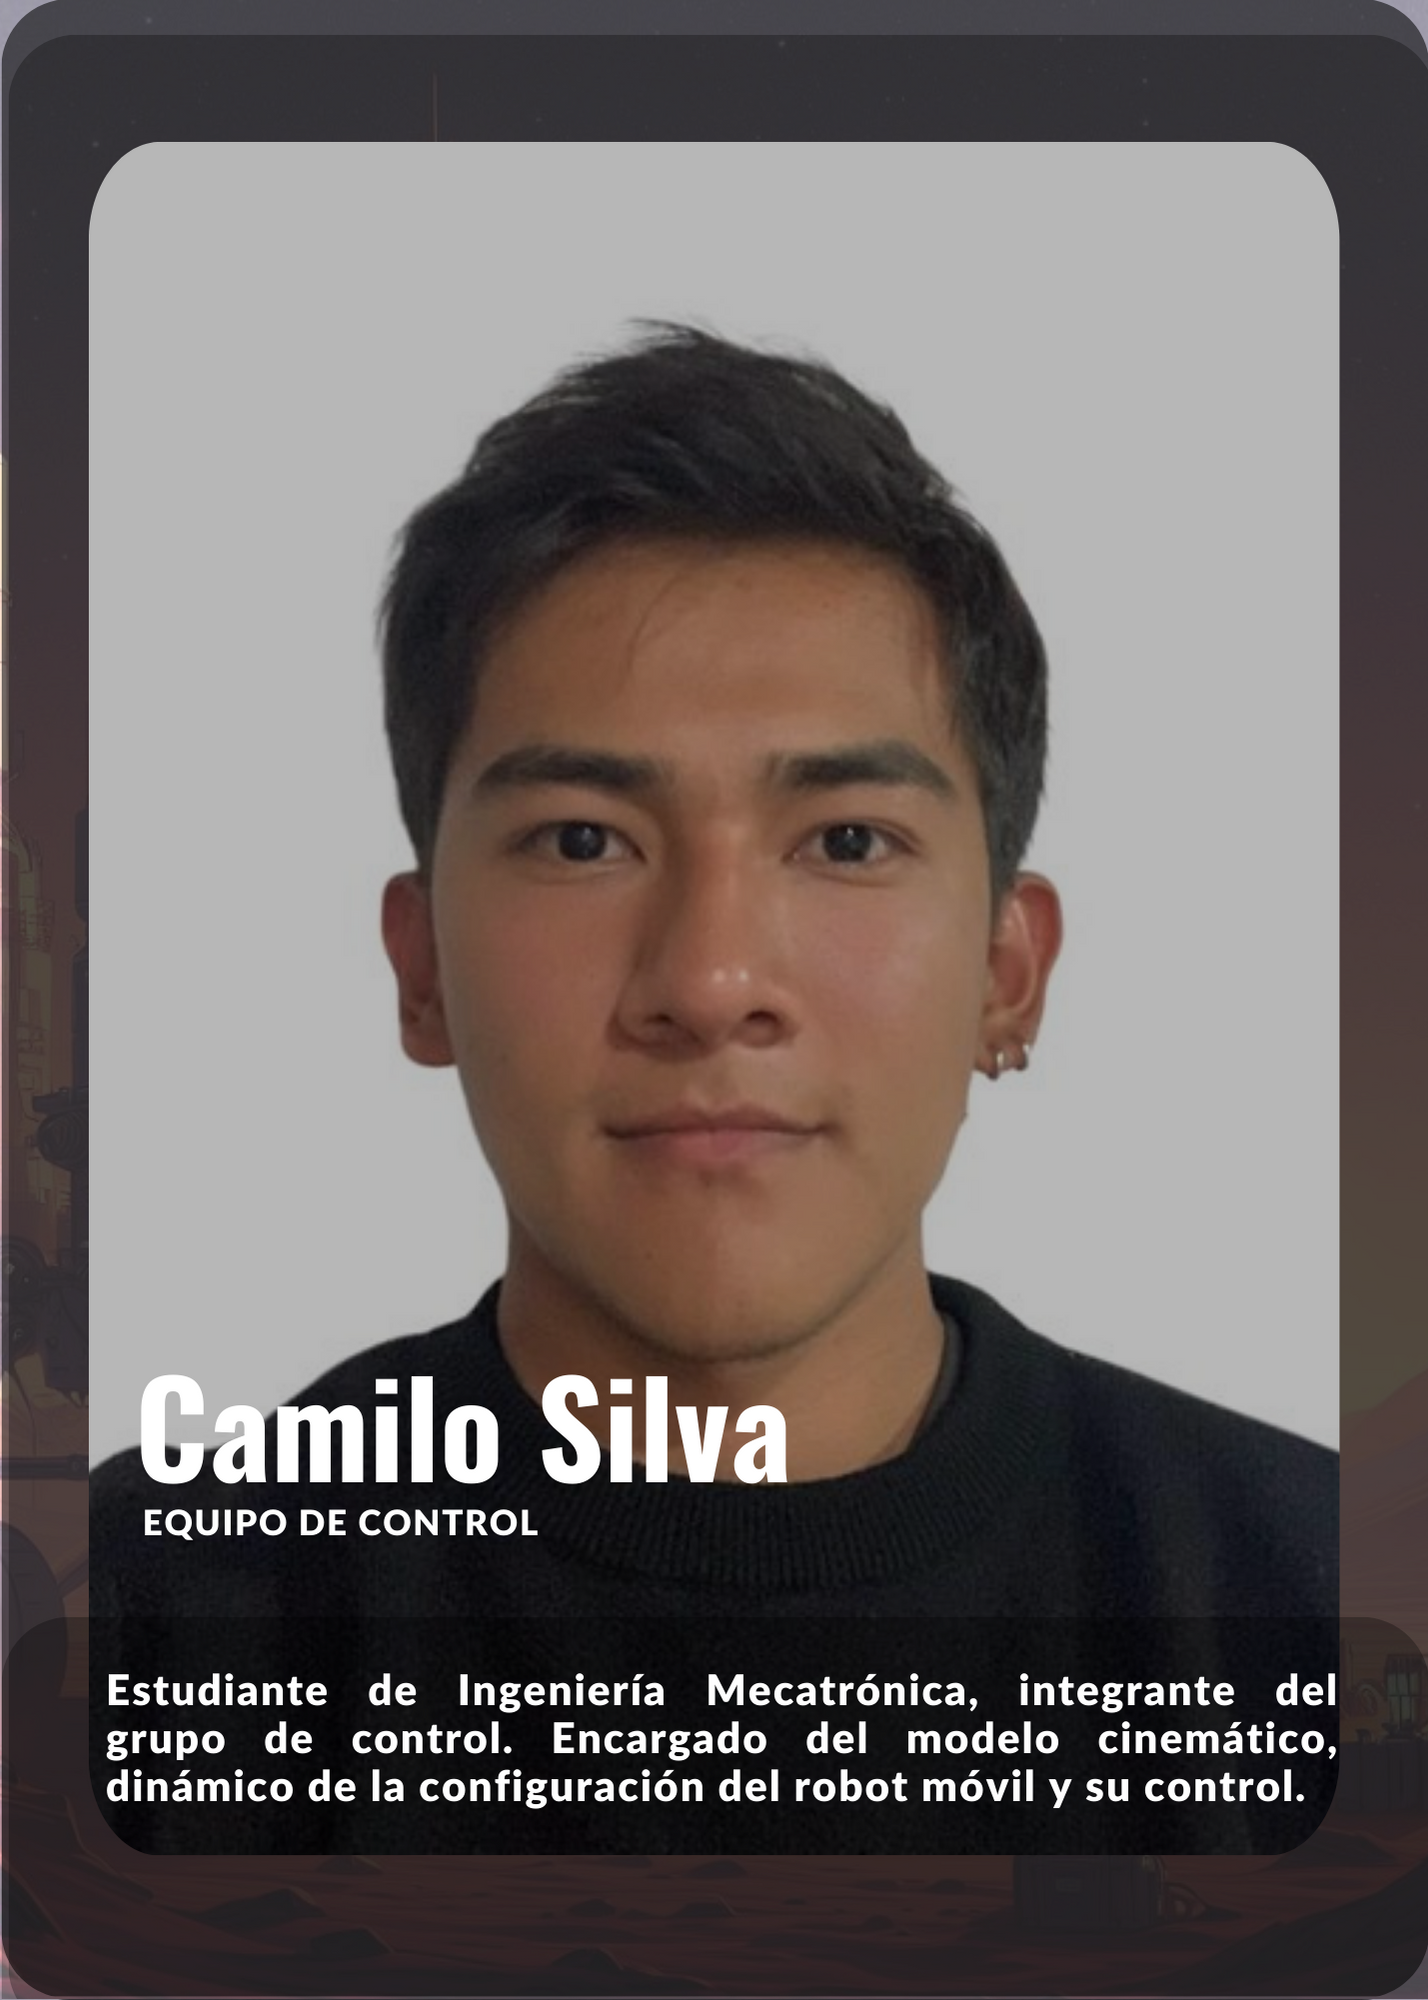 Camilo Silva
EQUIPO DE CONTROL
Estudiante de Ingeniería Mecatrónica, integrante del
grupo de control. Encargado del modelo cinemático,
dinámico de la configuración del robot móvil y su control.